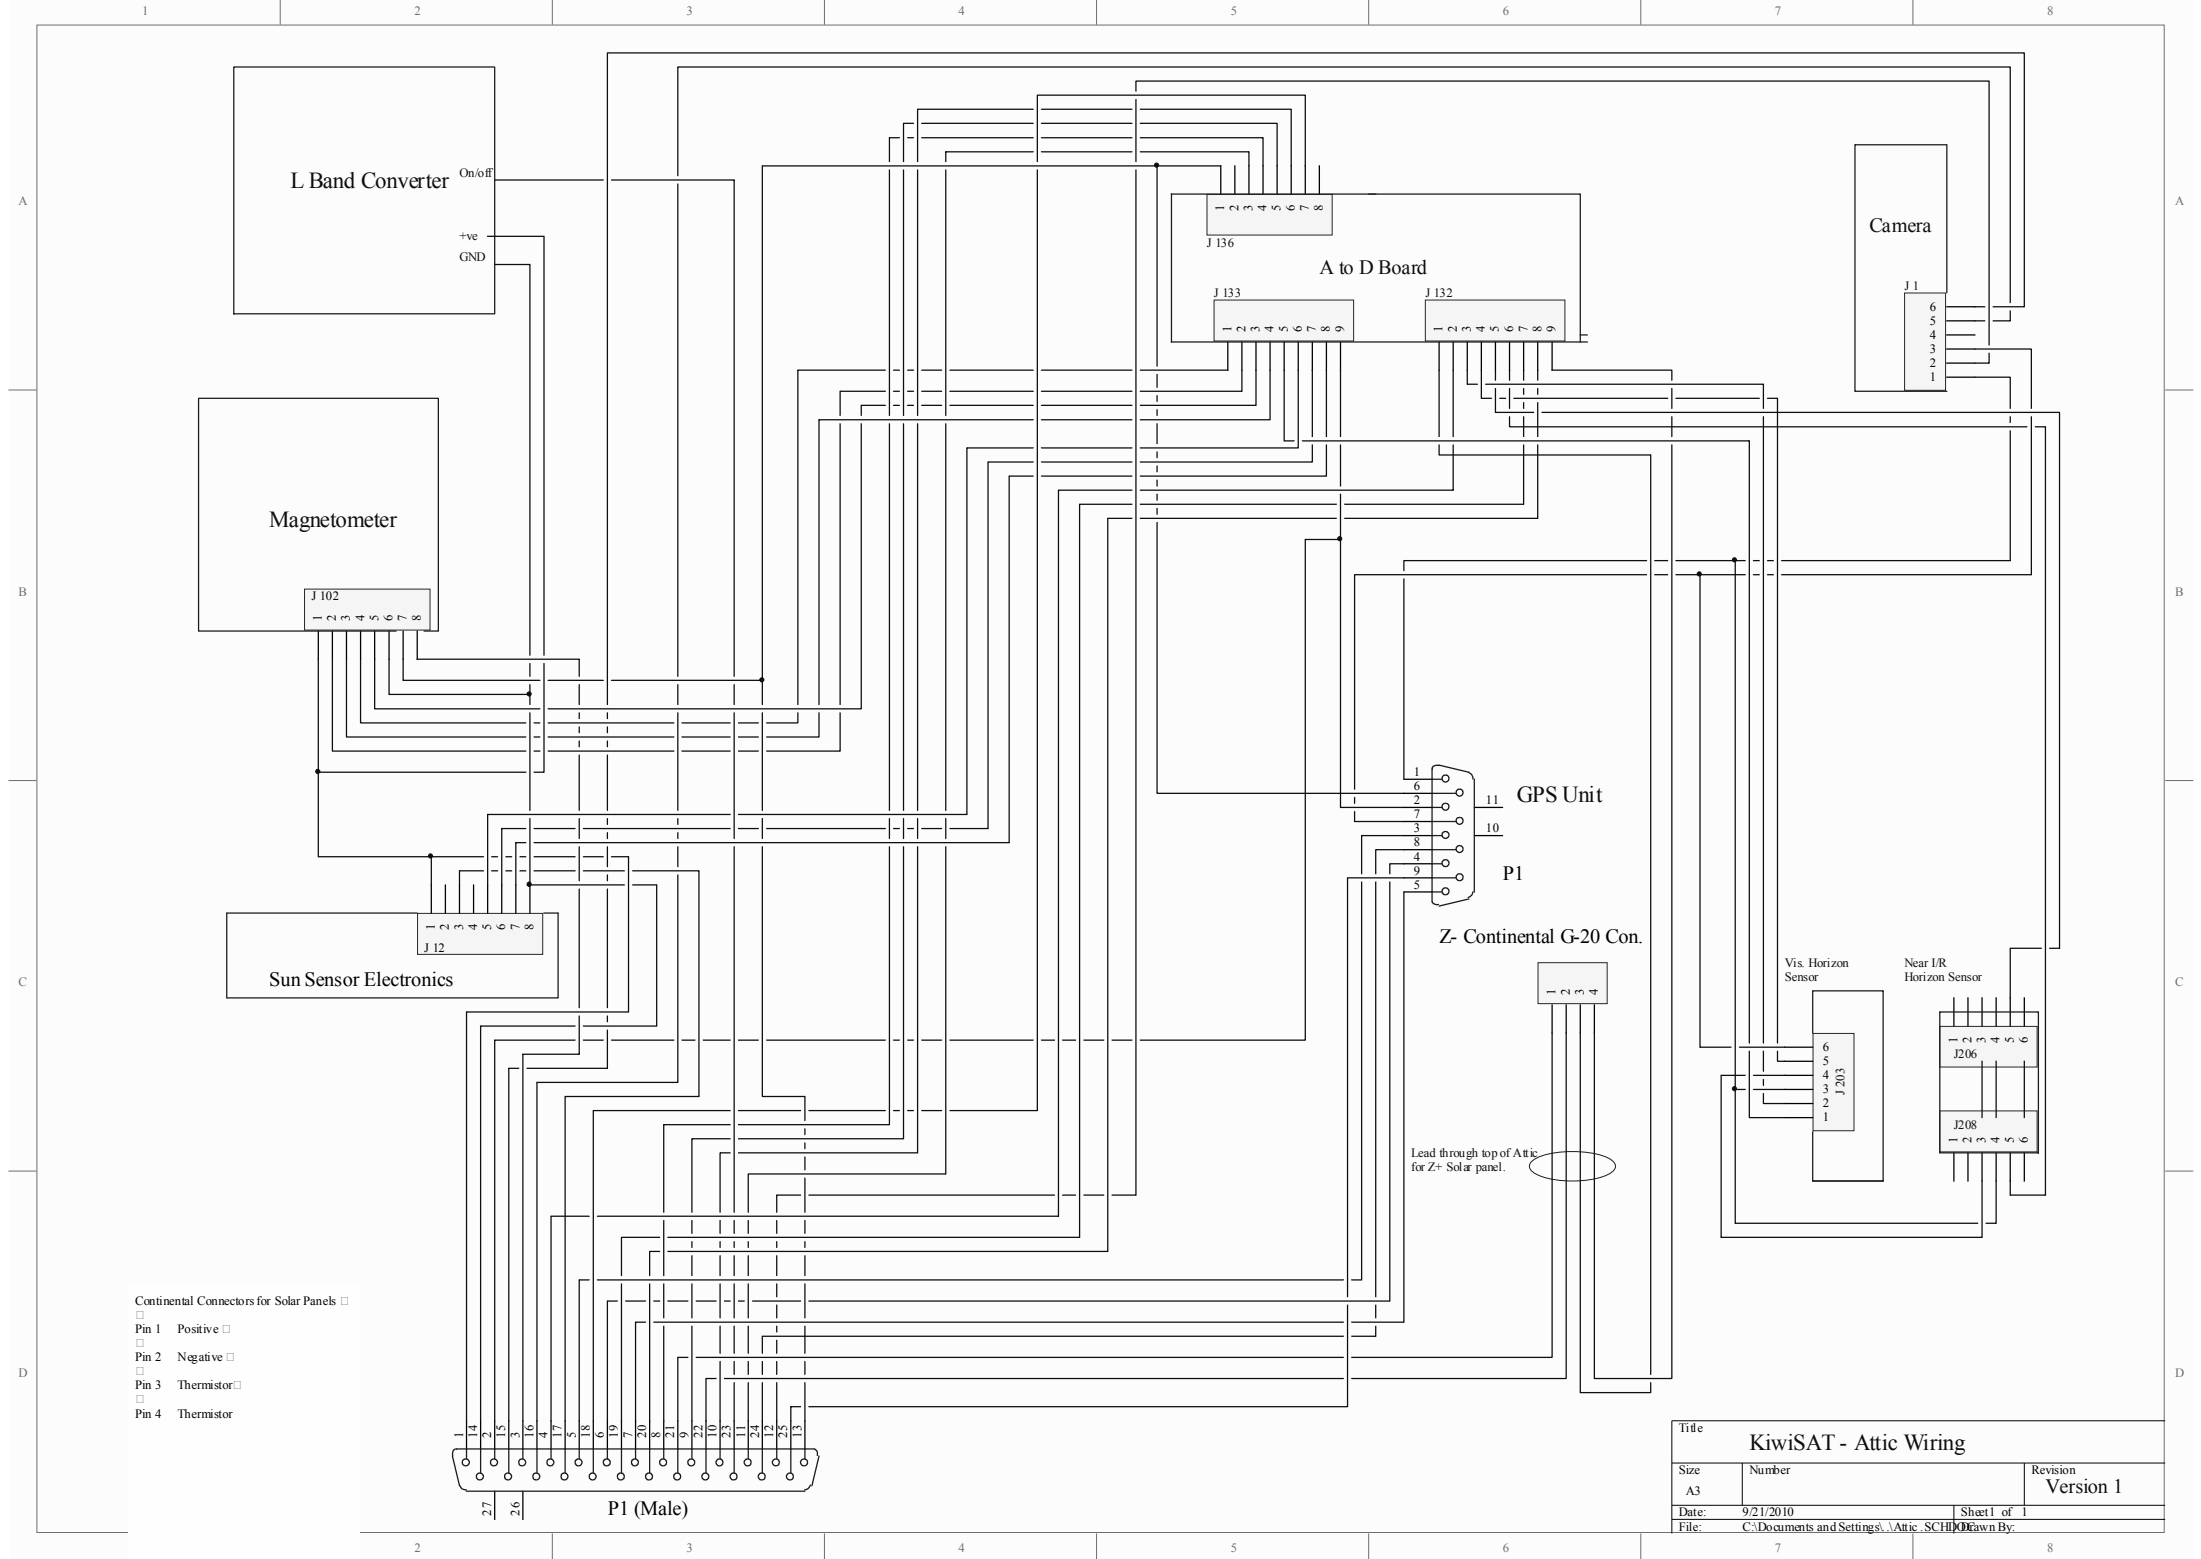 1 2 3 4 5 6 7 8
A
A
B
B
C
C
D
D
L Band Converter
On/off
+ve
GND
1 2 3 4 5 6 7 8
J 136
A to D Board
J 133
1 2 3 4 5 6 7 8 9
J 132
1 2 3 4 5 6 7 8 9
Camera
J 1
6
5
4
3
2
1
Magnetometer
J 102
1 2 3 4 5 6 7 8
1
6
2
7
3
8
4
9
5
11
10
GPS Unit
P1
1 2 3 4 5 6 7 8
J 12
Sun Sensor Electronics
Z- Continental G-20 Con.
1 2 3 4
Vis. Horizon
Sensor
6
5
4
3
2
1
J 203
Near I/R
Horizon Sensor
1 2 3 4 5 6
J206
J208
1 2 3 4 5 6
Lead through top of Attic
for Z+ Solar panel.
Continental Connectors for Solar Panels
Pin 1 Positive
Pin 2 Negative
Pin 3 Thermistor
Pin 4 Thermistor
1 14 2 15 3 16 4 17 5 18 6 19 7 20 8 21 9 22 10 23 11 24 12 25 13
27 26
P1 (Male)
Title
KiwiSAT - Attic Wiring
Size
Number
Revision
A3
Version 1
Date: 9/21/2010 Sheet1 of 1
File: C:\Documents and Settings\..\Attic .SCHDOC Drawn By:
2 3 4 5 6 7 8